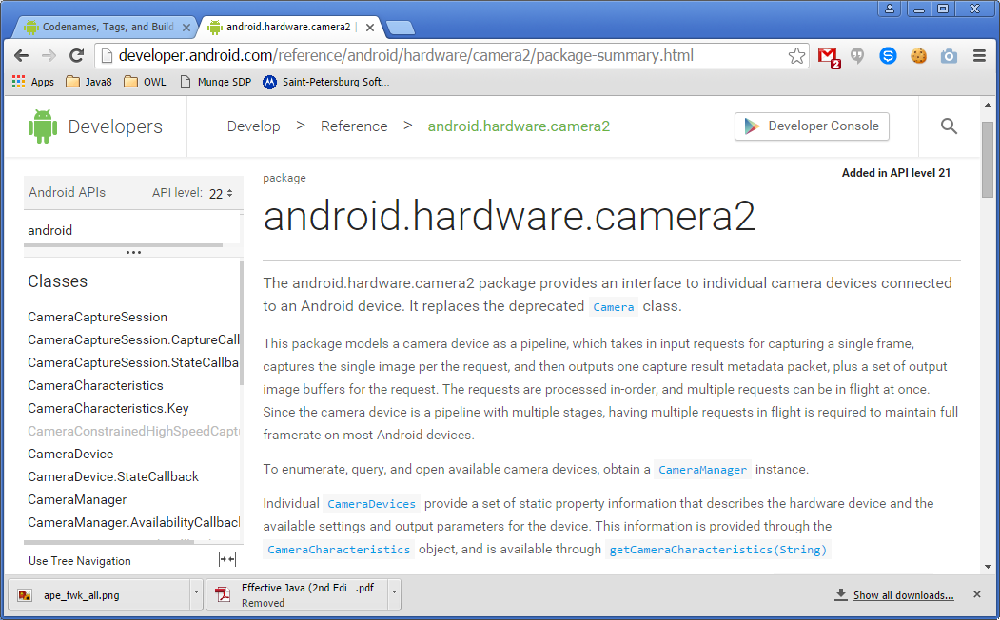 Codenames, Tags, and Build
android.hardware.camera2 |
developer.android.com/reference/android/hardware/camera2/package-summary.html
2
Apps
Java8
OWL
Munge SDP
Saint-Petersburg Soft...
Developers
Develop > Reference > android.hardware.camera2
Developer Console
Android APIs
API level: 22
android
Classes
CameraCaptureSession
CameraCaptureSession.CaptureCall
CameraCaptureSession.StateCallba
CameraCharacteristics
CameraCharacteristics.Key
CameraConstrainedHighSpeedCaptu
CameraDevice
CameraDevice.StateCallback
CameraManager
CameraManager.AvailabilityCallback
Use Tree Navigation
package
Added in API level 21
android.hardware.camera2
The android.hardware.camera2 package provides an interface to individual camera devices connected
to an Android device. It replaces the deprecated Camera class.
This package models a camera device as a pipeline, which takes in input requests for capturing a single frame,
captures the single image per the request, and then outputs one capture result metadata packet, plus a set of output
image buffers for the request. The requests are processed in-order, and multiple requests can be in flight at once.
Since the camera device is a pipeline with multiple stages, having multiple requests in flight is required to maintain full
framerate on most Android devices.
To enumerate, query, and open available camera devices, obtain a CameraManager instance.
Individual CameraDevices provide a set of static property information that describes the hardware device and the
available settings and output parameters for the device. This information is provided through the
CameraCharacteristics object, and is available through getCameraCharacteristics(String)
ape_fwk_all.png
Effective Java (2nd Edi....pdf
Removed
Show all downloads...